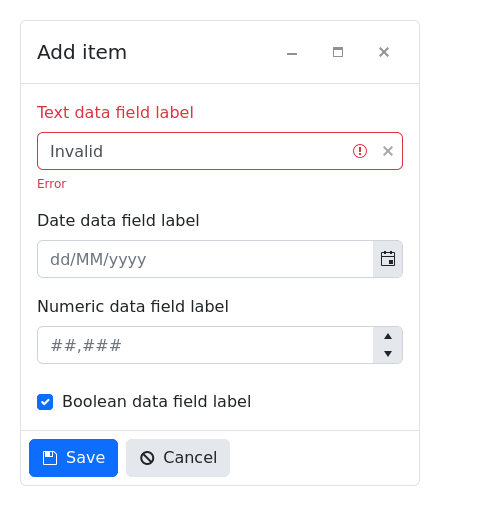 Add item
Text data field label
Invalid
Error
Date data field label
dd/MM/yyyy
Numeric data field label
##,###
Boolean data field label
Save Cancel